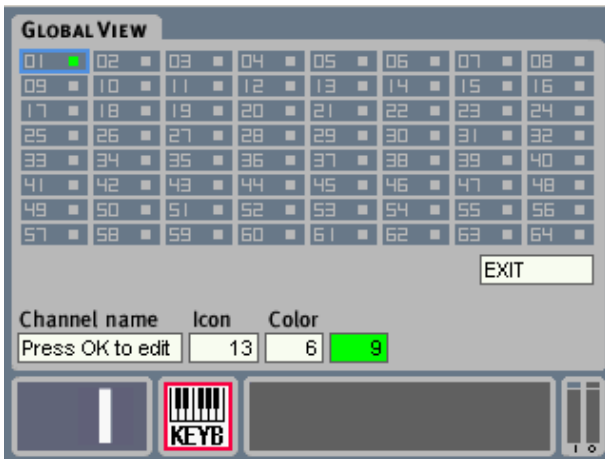 GLOBAL VIEW
01 02 03 04 05 06 07 08
09 10 11 12 13 14 15 16
17 18 19 20 21 22 23 24
25 26 27 28 29 30 31 32
33 34 35 36 37 38 39 40
41 42 43 44 45 46 47 48
49 50 51 52 53 54 55 56
57 58 59 60 61 62 63 64
EXIT
Channel name Icon Color
Press OK to edit 13 6 9
KEYB
I O